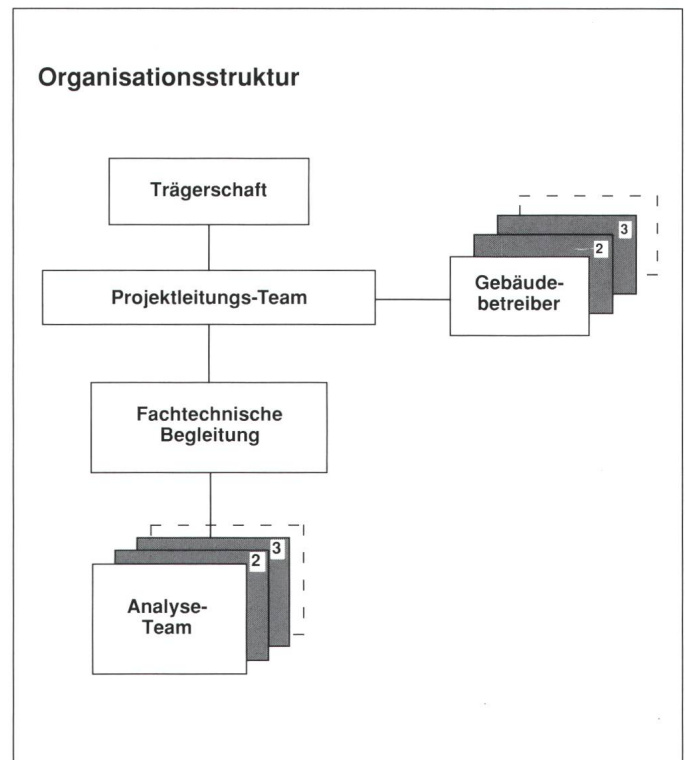 Organisationsstruktur
Trägerschaft
Projektleitungs-Team
3
2
Gebäude-
betreiber
Fachtechnische
Begleitung
3
2
Analyse-
Team